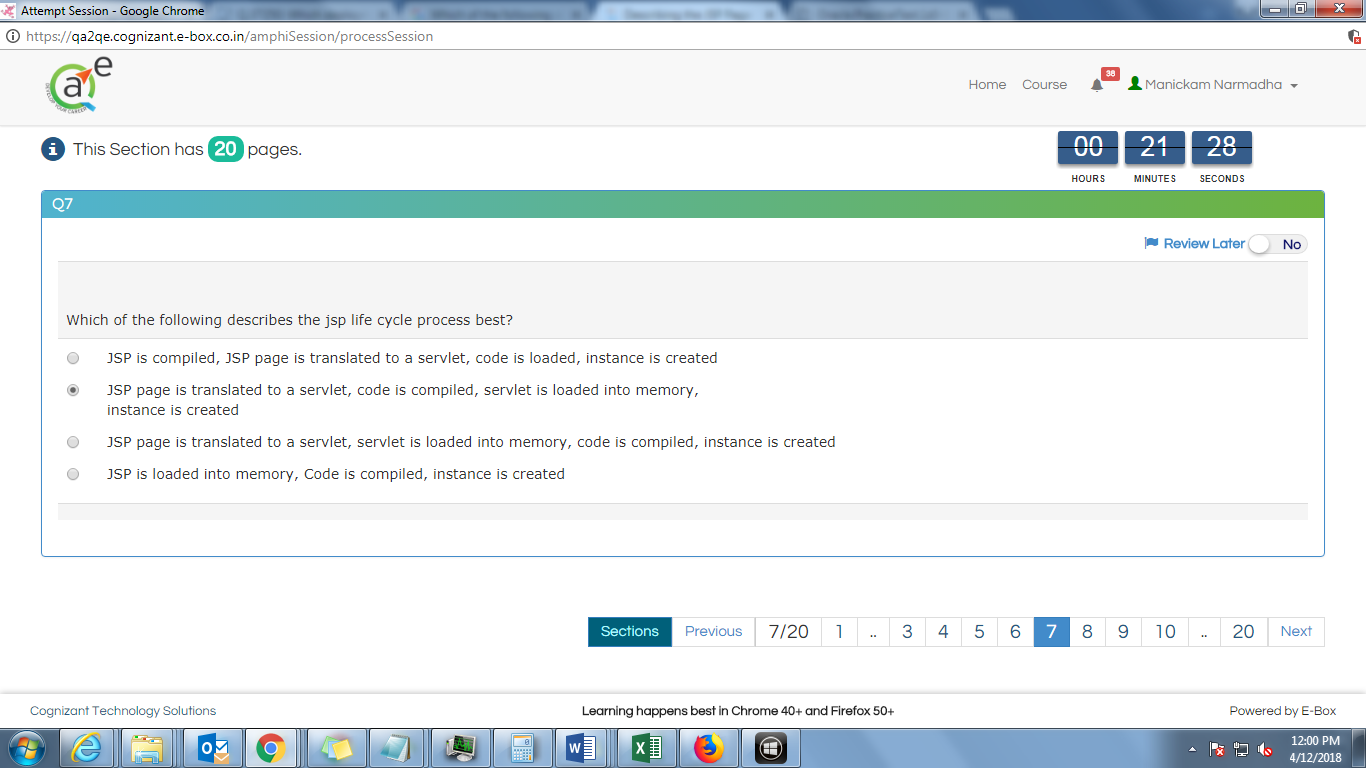 Attempt Session - Google Chrome
https://qa2qe.cognizant.e-box.co.in/amphiSession/processSession
a e
Home Course 38 Manickam Narmadha
This Section has 20 pages.
00 21 28
HOURS MINUTES SECONDS
Q7
Review Later No
Which of the following describes the jsp life cycle process best?
JSP is compiled, JSP page is translated to a servlet, code is loaded, instance is created
JSP page is translated to a servlet, code is compiled, servlet is loaded into memory,
instance is created
JSP page is translated to a servlet, servlet is loaded into memory, code is compiled, instance is created
JSP is loaded into memory, Code is compiled, instance is created
Sections Previous 7/20 1 .. 3 4 5 6 7 8 9 10 .. 20 Next
Cognizant Technology Solutions Learning happens best in Chrome 40+ and Firefox 50+ Powered by E-Box
12:00 PM
4/12/2018